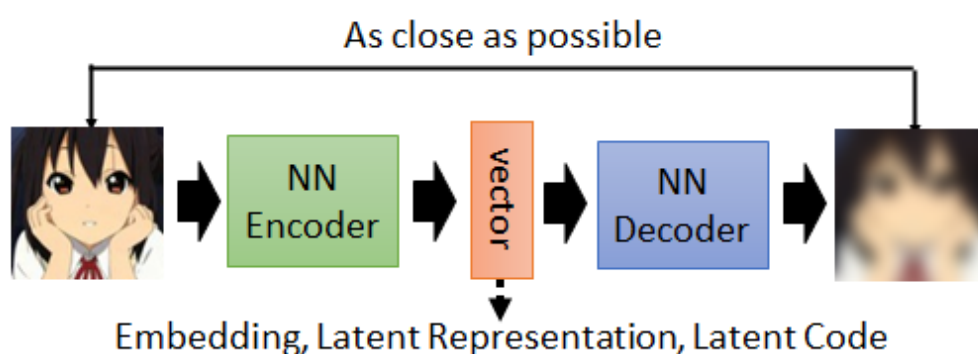 As close as possible
NN
Encoder
vector
NN
Decoder
Embedding, Latent Representation, Latent Code